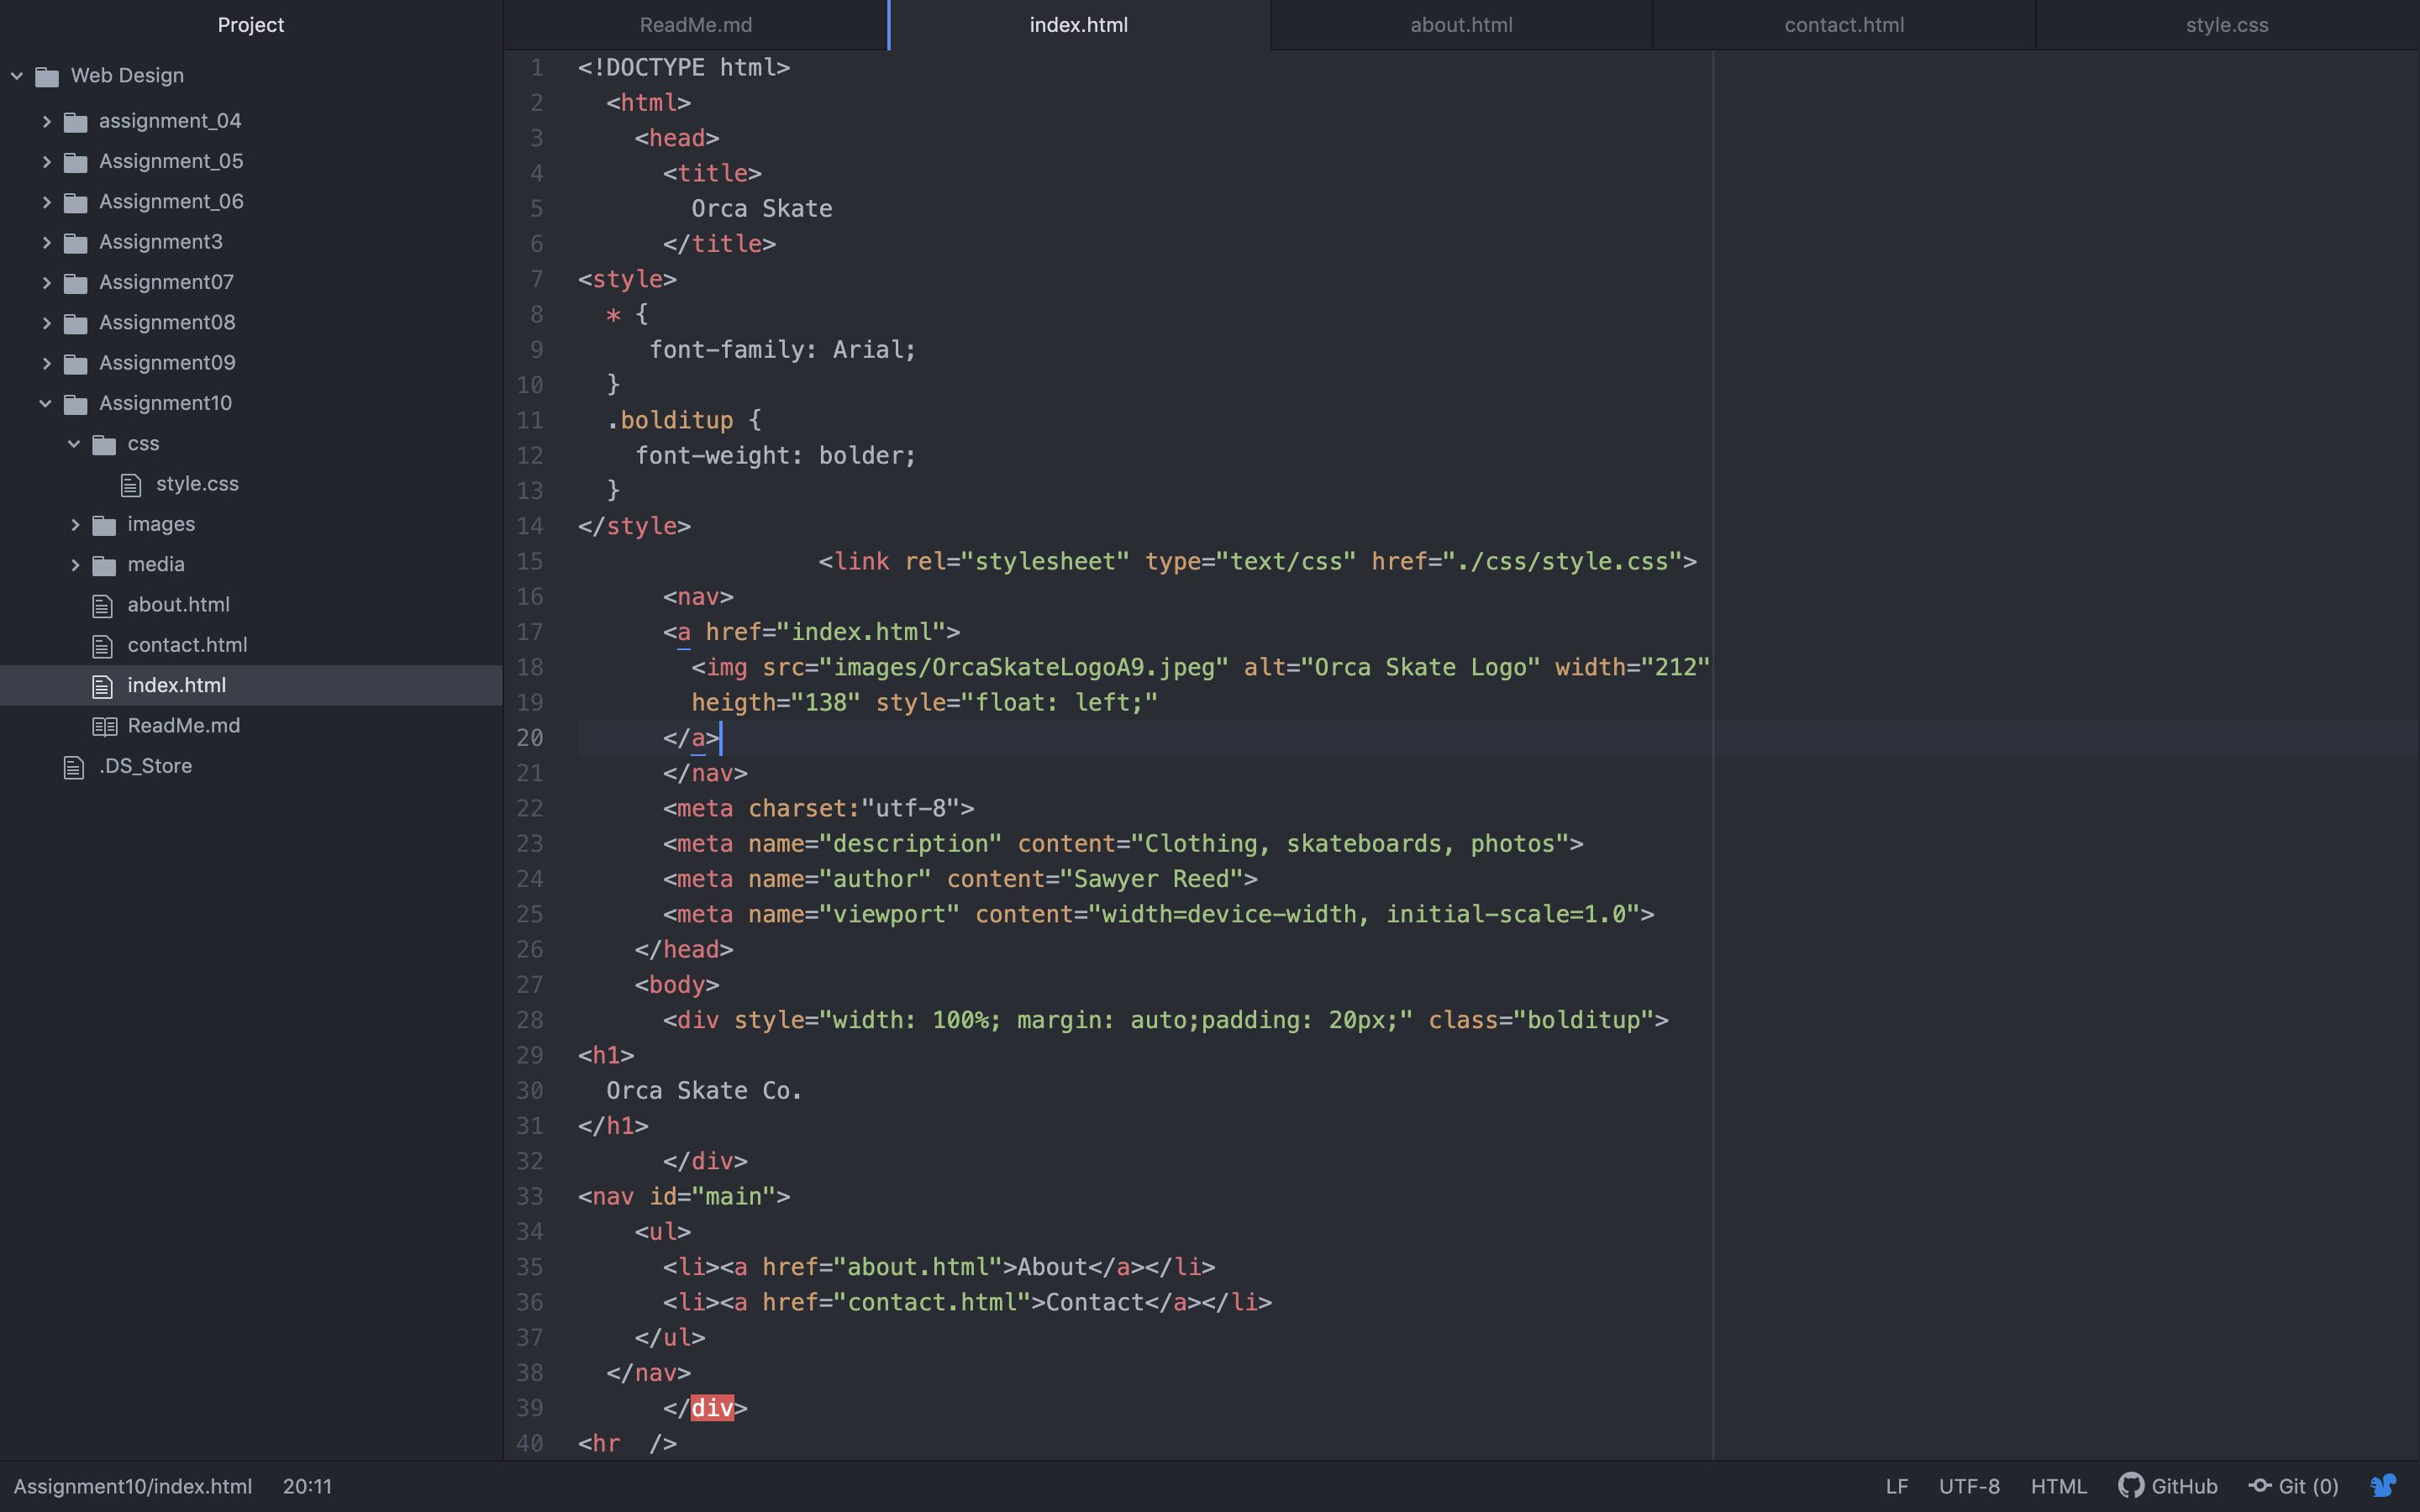 Project
Web Design
assignment_04
Assignment_05
Assignment_06
Assignment3
Assignment07
Assignment08
Assignment09
Assignment10
css
style.css
images
media
about.html
contact.html
index.html
ReadMe.md
.DS_Store
ReadMe.md index.html about.html contact.html style.css
1 <!DOCTYPE html>
2 <html>
3 <head>
4 <title>
5 Orca Skate
6 </title>
7 <style>
8 * {
9 font-family: Arial;
10 }
11 .bolditup {
12 font-weight: bolder;
13 }
14 </style>
15 <link rel="stylesheet" type="text/css" href="./css/style.css">
16 <nav>
17 <a href="index.html">
18 <img src="images/OrcaSkateLogoA9.jpeg" alt="Orca Skate Logo" width="212"
19 heigth="138" style="float: left;"
20 </a>
21 </nav>
22 <meta charset:"utf-8">
23 <meta name="description" content="Clothing, skateboards, photos">
24 <meta name="author" content="Sawyer Reed">
25 <meta name="viewport" content="width=device-width, initial-scale=1.0">
26 </head>
27 <body>
28 <div style="width: 100%; margin: auto;padding: 20px;" class="bolditup">
29 <h1>
30 Orca Skate Co.
31 </h1>
32 </div>
33 <nav id="main">
34 <ul>
35 <li><a href="about.html">About</a></li>
36 <li><a href="contact.html">Contact</a></li>
37 </ul>
38 </nav>
39 </div>
40 <hr  />
Assignment10/index.html 20:11 LF UTF-8 HTML GitHub Git (0)